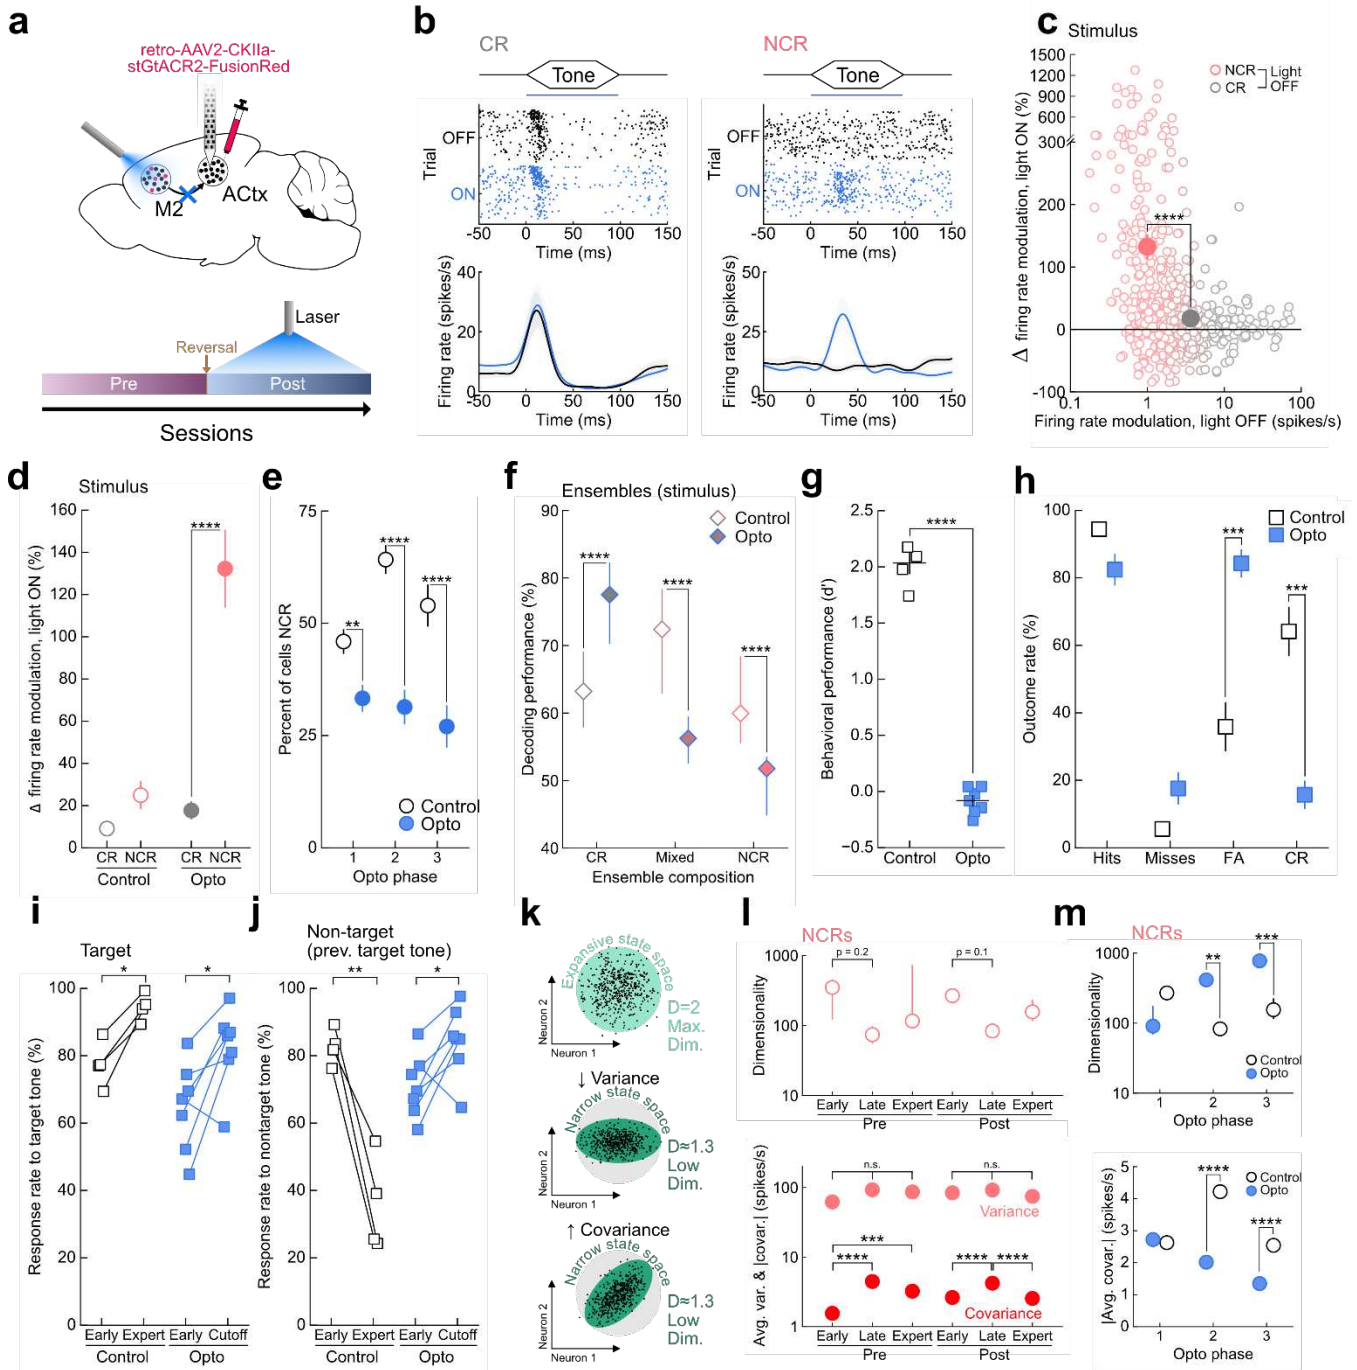 a
retro-AAV2-CKIIa-
stGtACR2-FusionRed
M2
ACtx
Laser
Reversal
Pre
Post
Sessions
b
CR
Tone
Trial
OFF
ON
-50 0 50 100 150
Time (ms)
Firing rate (spikes/s)
40
20
0
-50 0 50 100 150
Time (ms)
NCR
Tone
Trial
OFF
ON
-50 0 50 100 150
Time (ms)
Firing rate (spikes/s)
50
25
0
-50 0 50 100 150
Time (ms)
c
Stimulus
Δ firing rate modulation, light ON (%)
1500
1200
900
600
300
200
100
0
-100
NCR
CR
Light
OFF
****
0.1 1 10 100
Firing rate modulation, light OFF (spikes/s)
d
Stimulus
Δ firing rate modulation, light ON (%)
160
140
120
100
80
60
40
20
0
****
CR NCR CR NCR
Control Opto
e
Percent of cells NCR
75
50
25
0
**
****
****
Control
Opto
1 2 3
Opto phase
f
Ensembles (stimulus)
Decoding performance (%)
90
80
70
60
50
40
Control
Opto
****
****
****
CR Mixed NCR
Ensemble composition
g
Behavioral performance (d')
2.5
2.0
1.5
1.0
0.5
0.0
−0.5
****
Control Opto
h
Outcome rate (%)
100
80
60
40
20
0
Control
Opto
***
***
Hits Misses FA CR
i
Target
Response rate to target tone (%)
100
80
60
40
20
0
*
*
Early Expert Early Cutoff
Control Opto
j
Non-target
(prev. target tone)
Response rate to nontarget tone (%)
100
80
60
40
20
0
**
*
Early Expert Early Cutoff
Control Opto
k
Expansive state space
Neuron 2
Neuron 1
D=2
Max.
Dim.
↓ Variance
Narrow state space
Neuron 2
Neuron 1
D≈1.3
Low
Dim.
↑ Covariance
Narrow state space
Neuron 2
Neuron 1
D≈1.3
Low
Dim.
l
NCRs
Dimensionality
1000
100
10
p = 0.2
p = 0.1
Early Late Expert Early Late Expert
Pre Post
Avg. var. & |covar.| (spikes/s)
100
10
1
n.s.
n.s.
Variance
***
****
**** ****
Covariance
Early Late Expert Early Late Expert
Pre Post
m
NCRs
Dimensionality
1000
100
10
**
***
Control
Opto
1 2 3
Opto phase
|Avg. covar.| (spikes/s)
5
4
3
2
1
0
****
****
Control
Opto
1 2 3
Opto phase